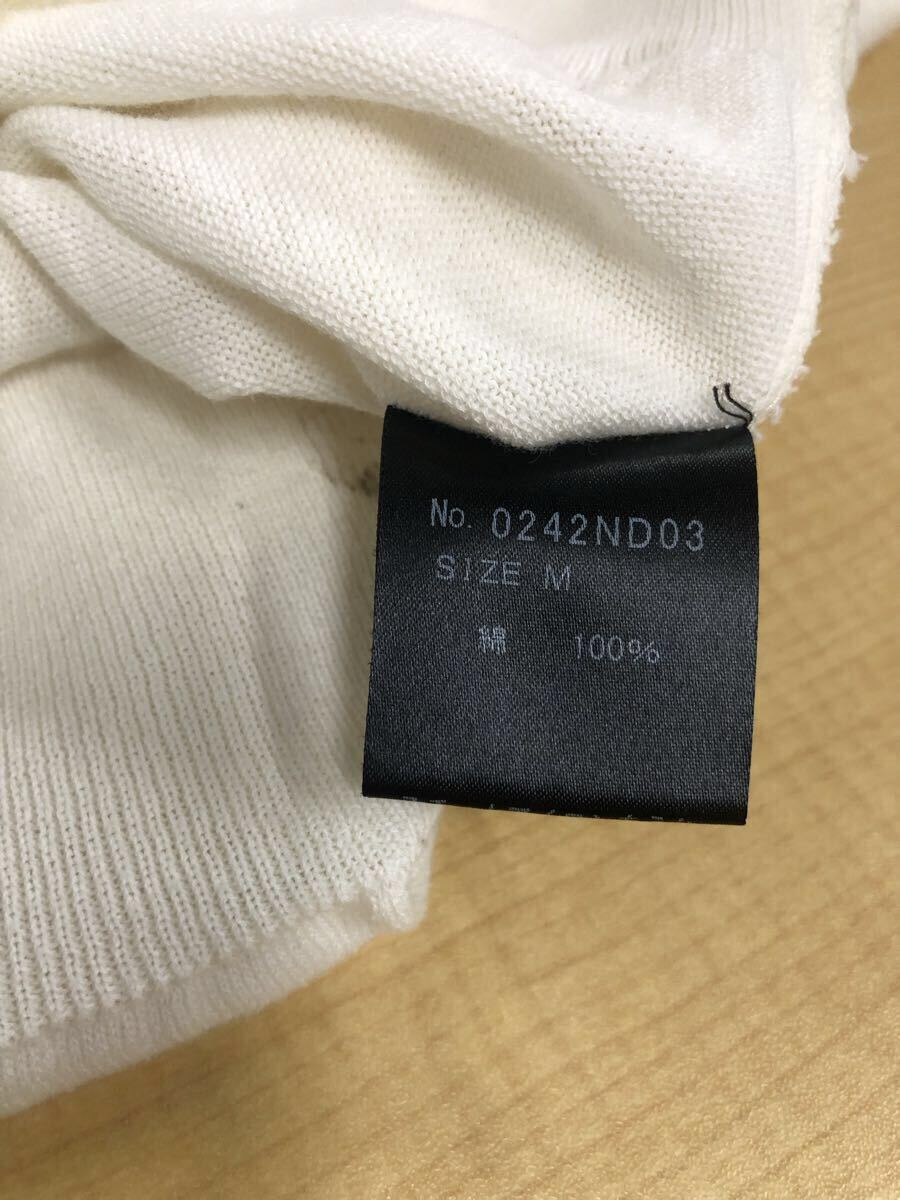 No. 0242ND03
SIZE M
綿 100%